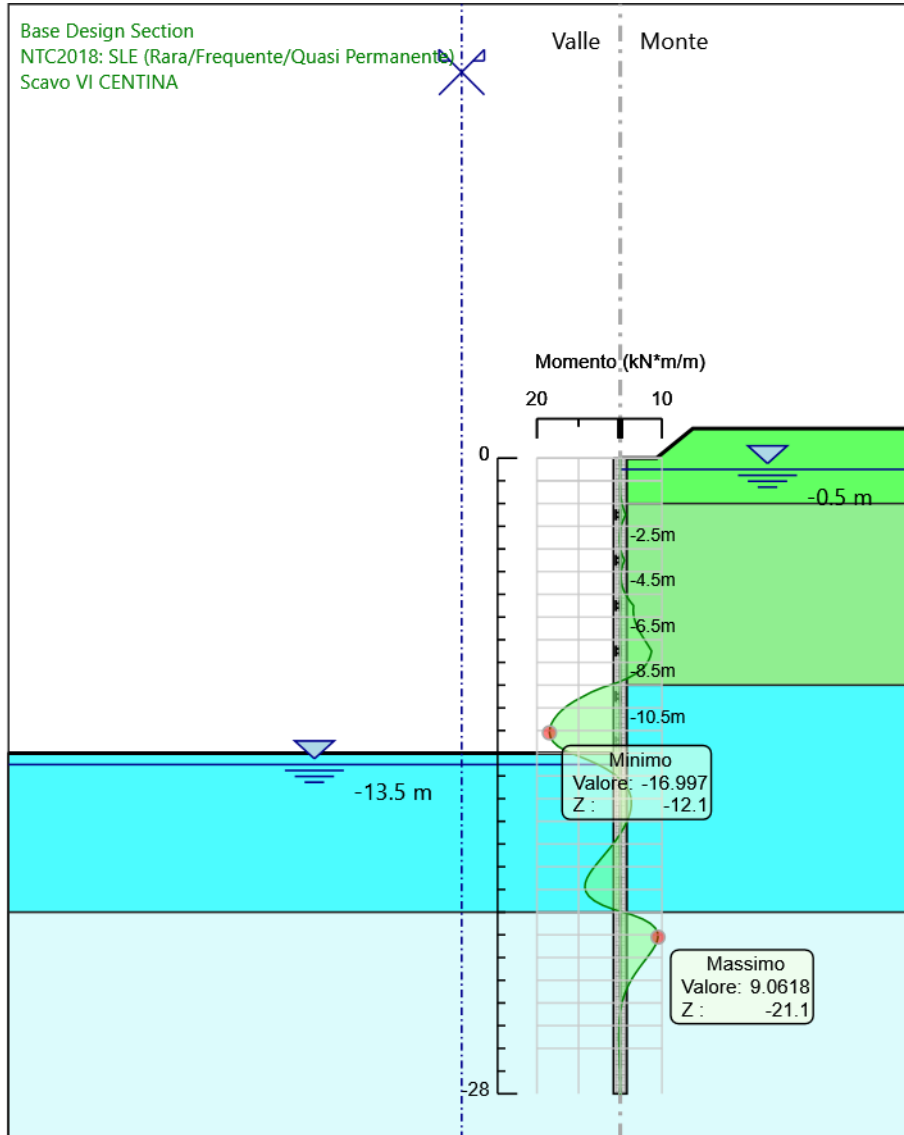 Base Design Section
NTC2018: SLE (Rara/Frequente/Quasi Permanente)
Scavo VI CENTINA
Valle
Monte
Momento (kN*m/m)
20
10
0
-0.5 m
-2.5m
-4.5m
-6.5m
-8.5m
-10.5m
-13.5 m
Minimo
Valore: -16.997
Z : -12.1
Massimo
Valore: 9.0618
Z : -21.1
-28